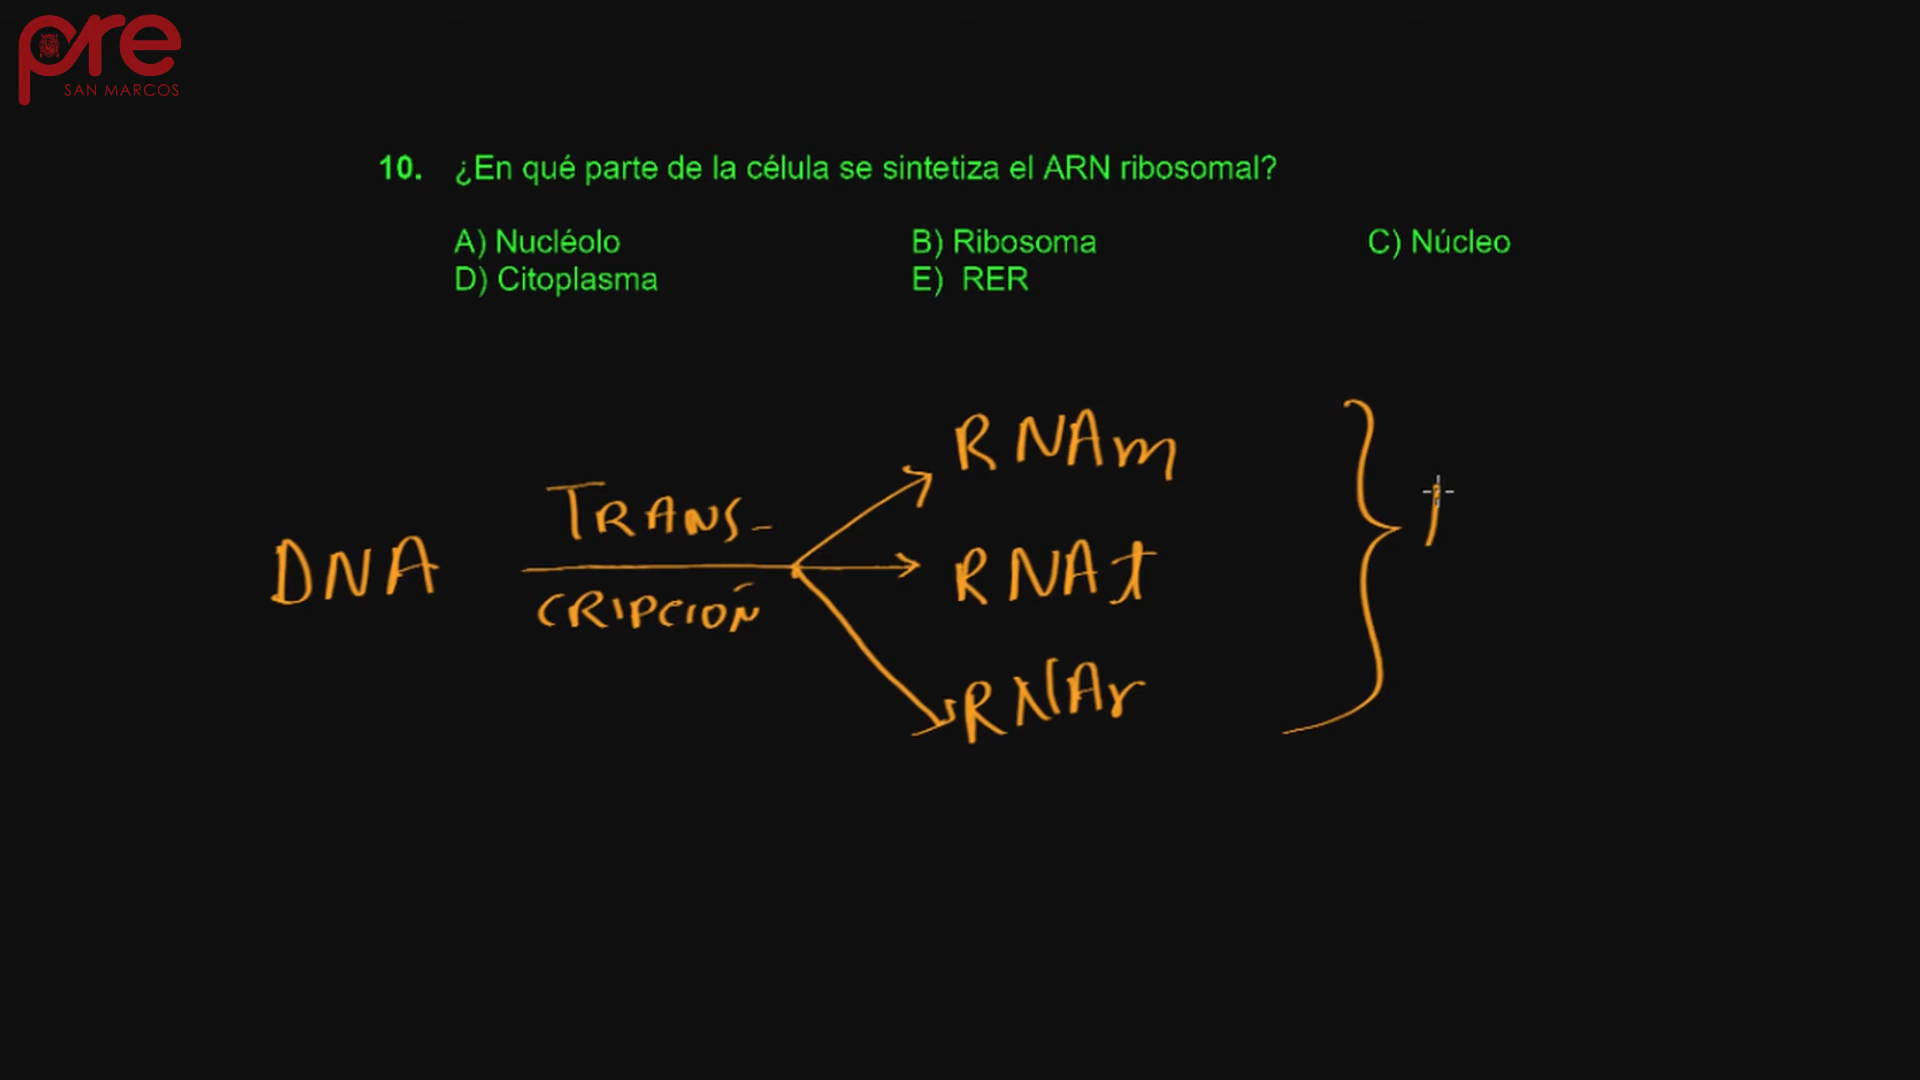 pre
SAN MARCOS
10. ¿En qué parte de la célula se sintetiza el ARN ribosomal?
A) Nucléolo B) Ribosoma C) Núcleo
D) Citoplasma E) RER
RNAm
TRANS-
DNA
RNAt
CRIPCIÓN
RNAr